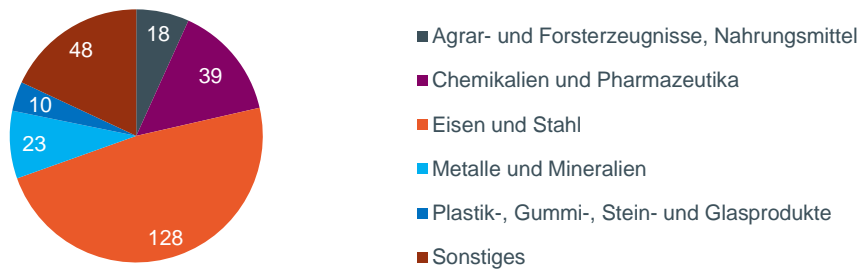 18
39
128
23
10
48
Agrar- und Forsterzeugnisse, Nahrungsmittel
Chemikalien und Pharmazeutika
Eisen und Stahl
Metalle und Mineralien
Plastik-, Gummi-, Stein- und Glasprodukte
Sonstiges